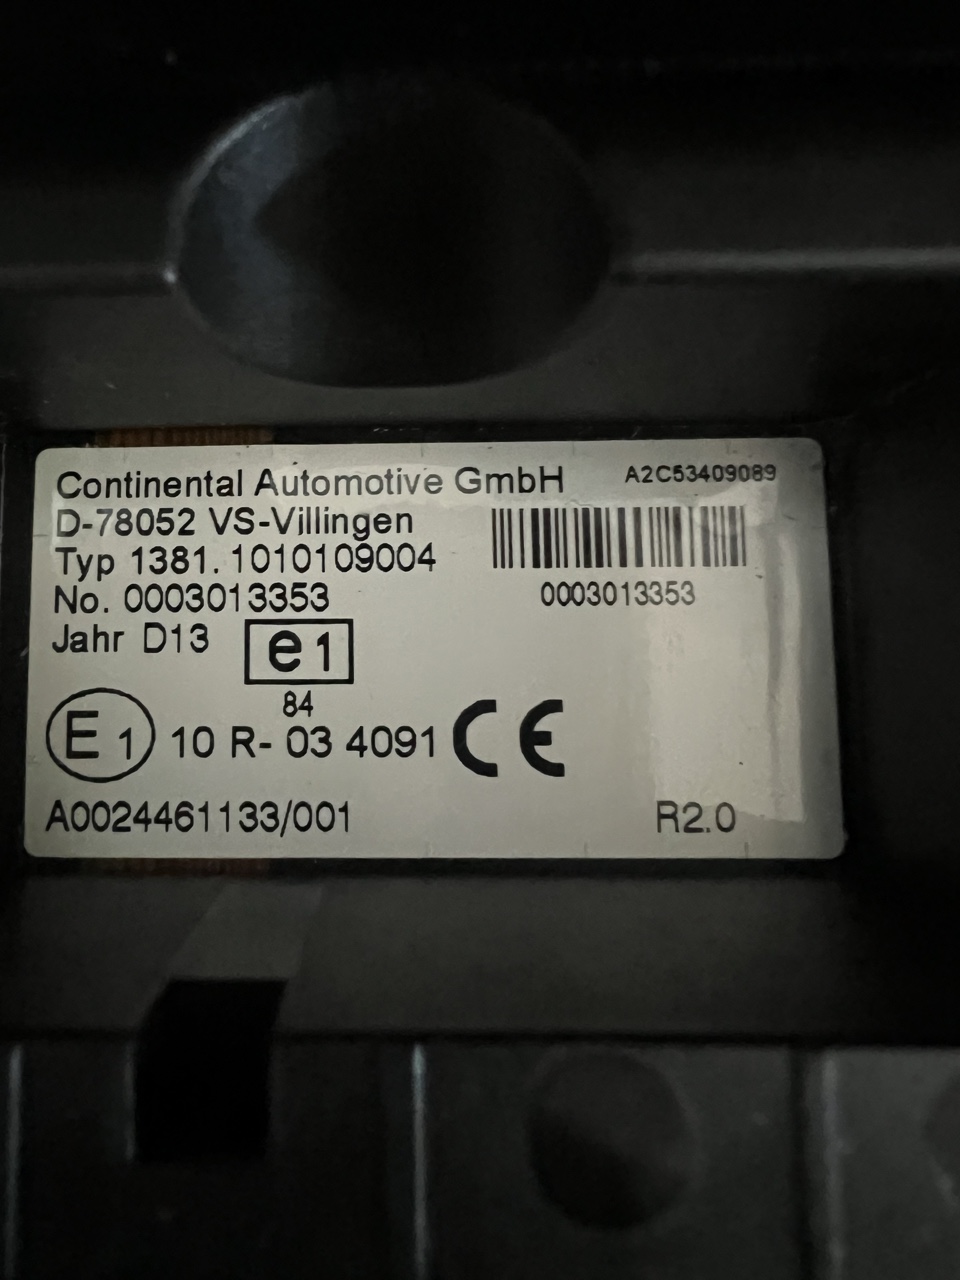 Continental Automotive GmbH A2C53409089
D-78052 VS-Villingen
Typ 1381.1010109004
No. 0003013353 0003013353
Jahr D13 e1
84
E1 10 R- 03 4091 CE
A0024461133/001 R2.0